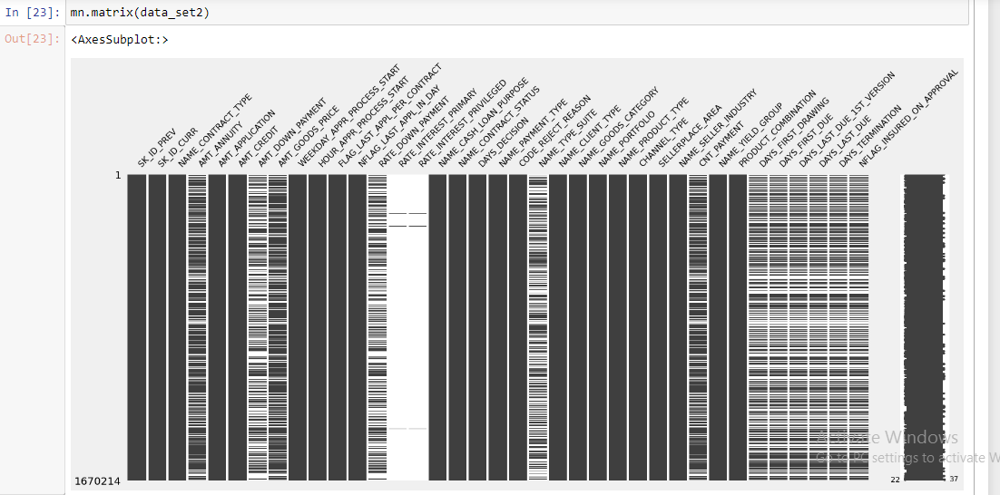 In [23]: mn.matrix(data_set2)
Out[23]: <AxesSubplot:>
SK_ID_PREV
SK_ID_CURR
NAME_CONTRACT_TYPE
AMT_ANNUITY
AMT_APPLICATION
AMT_CREDIT
AMT_DOWN_PAYMENT
AMT_GOODS_PRICE
WEEKDAY_APPR_PROCESS_START
HOUR_APPR_PROCESS_START
FLAG_LAST_APPL_PER_CONTRACT
NFLAG_LAST_APPL_IN_DAY
RATE_DOWN_PAYMENT
RATE_INTEREST_PRIMARY
RATE_INTEREST_PRIVILEGED
NAME_CASH_LOAN_PURPOSE
NAME_CONTRACT_STATUS
DAYS_DECISION
NAME_PAYMENT_TYPE
CODE_REJECT_REASON
NAME_TYPE_SUITE
NAME_CLIENT_TYPE
NAME_GOODS_CATEGORY
NAME_PORTFOLIO
NAME_PRODUCT_TYPE
CHANNEL_TYPE
SELLERPLACE_AREA
NAME_SELLER_INDUSTRY
CNT_PAYMENT
NAME_YIELD_GROUP
PRODUCT_COMBINATION
DAYS_FIRST_DRAWING
DAYS_FIRST_DUE
DAYS_LAST_DUE_1ST_VERSION
DAYS_LAST_DUE
DAYS_TERMINATION
NFLAG_INSURED_ON_APPROVAL
1
Activate Windows
Go to PC settings to activate W
22
37
1670214